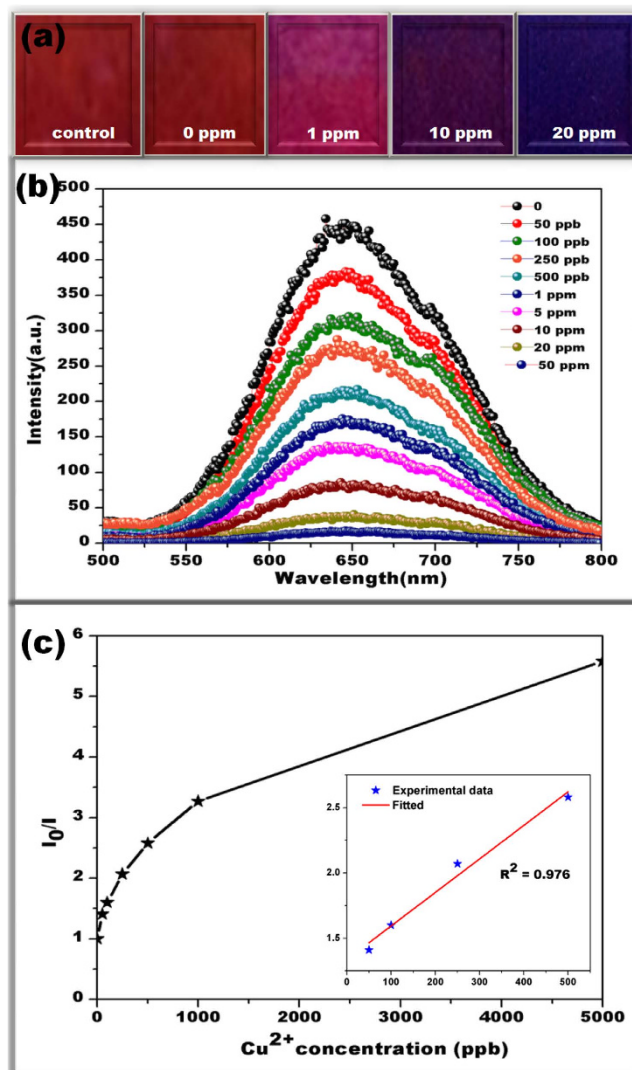 (a)
control
0 ppm
1 ppm
10 ppm
20 ppm
(b)
500
450
400
350
300
250
200
150
100
50
0
Intensity(a.u.)
0
50 ppb
100 ppb
250 ppb
500 ppb
1 ppm
5 ppm
10 ppm
20 ppm
50 ppm
500 550 600 650 700 750 800
Wavelength(nm)
(c)
6
5
4
3
2
1
0
I₀/I
Experimental data
Fitted
R² = 0.976
2.5
2.0
1.5
0 100 200 300 400 500
0 1000 2000 3000 4000 5000
Cu²⁺ concentration (ppb)